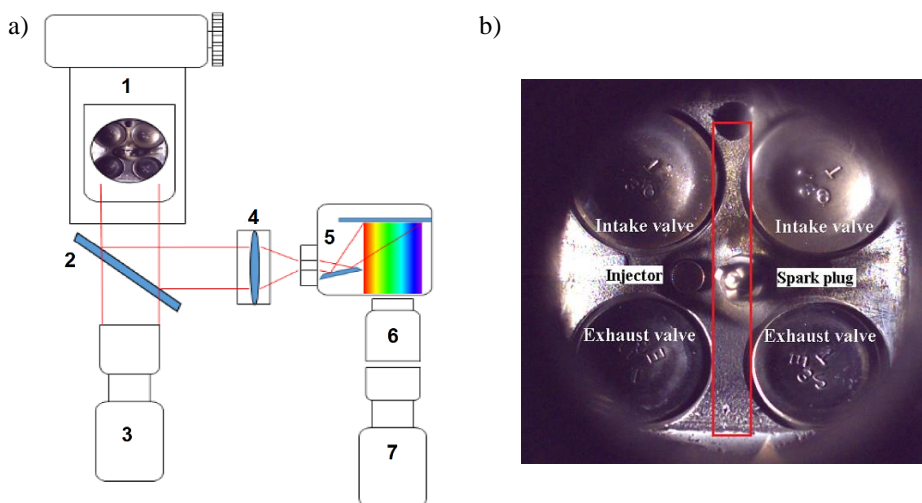 a)
b)
1
2
3
4
5
6
7
Intake valve
Intake valve
Injector
Spark plug
Exhaust valve
Exhaust valve